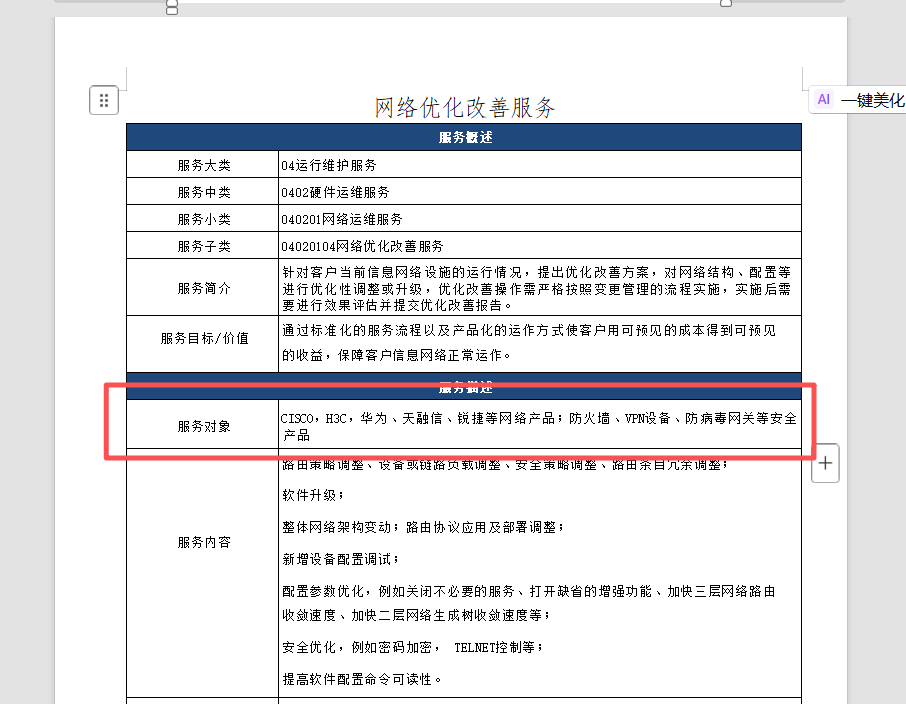 网络优化改善服务
AI 一键美化
服务概述
服务大类 04运行维护服务
服务中类 0402硬件运维服务
服务小类 040201网络运维服务
服务子类 04020104网络优化改善服务
针对客户当前信息网络设施的运行情况，提出优化改善方案，对网络结构、配置等
服务简介 进行优化性调整或升级，优化改善操作需严格按照变更管理的流程实施，实施后需
要进行效果评估并提交优化改善报告。
服务目标/价值 通过标准化的服务流程以及产品化的运作方式使客户用可预见的成本得到可预见
的收益，保障客户信息网络正常运作。
服务描述
服务对象 CISCO，H3C，华为、天融信、锐捷等网络产品；防火墙、VPN设备、防病毒网关等安全
产品
路由策略调整、设备或链路负载调整、安全策略调整、路由条目冗余调整；
软件升级；
整体网络架构变动；路由协议应用及部署调整；
服务内容
新增设备配置调试；
配置参数优化，例如关闭不必要的服务、打开缺省的增强功能、加快三层网络路由
收敛速度、加快二层网络生成树收敛速度等；
安全优化，例如密码加密， TELNET控制等；
提高软件配置命令可读性。